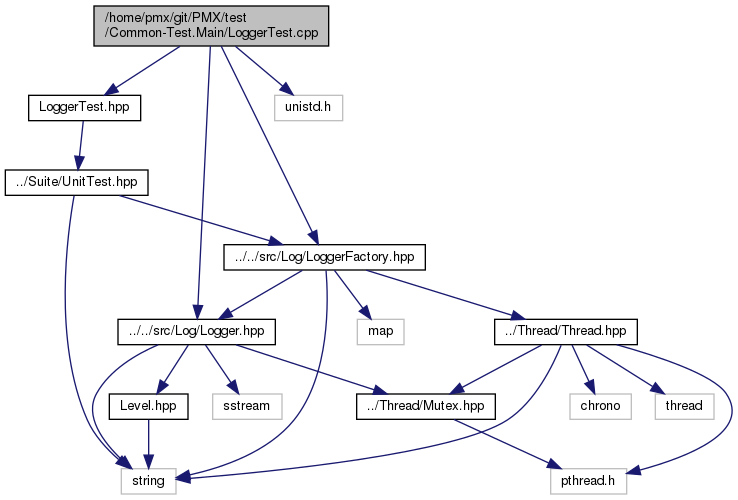 /home/pmx/git/PMX/test
/Common-Test.Main/LoggerTest.cpp
LoggerTest.hpp
unistd.h
../Suite/UnitTest.hpp
../../src/Log/LoggerFactory.hpp
../../src/Log/Logger.hpp
map
../Thread/Thread.hpp
Level.hpp
sstream
../Thread/Mutex.hpp
chrono
thread
string
pthread.h